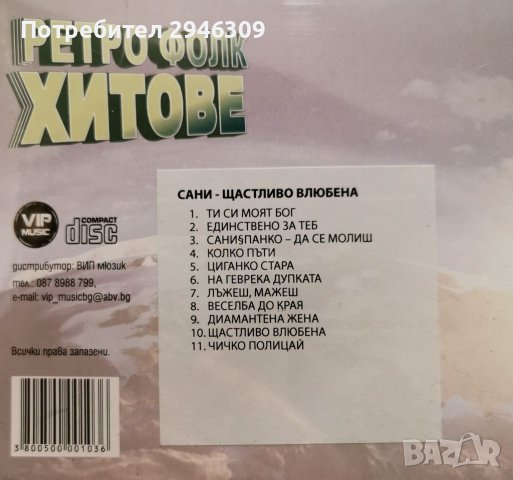 Потребител 2946309
РЕТРО ФОЛК
ХИТОВЕ
САНИ - ЩАСТЛИВО ВЛЮБЕНА
1. ТИ СИ МОЯТ БОГ
2. ЕДИНСТВЕНО ЗА ТЕБ
3. САНИ§ПАНКО – ДА СЕ МОЛИШ
4. КОЛКО ПЪТИ
5. ЦИГАНКО СТАРА
6. НА ГЕВРЕКА ДУПКАТА
7. ЛЪЖЕШ, МАЖЕШ
8. ВЕСЕЛБА ДО КРАЯ
9. ДИАМАНТЕНА ЖЕНА
10. ЩАСТЛИВО ВЛЮБЕНА
11. ЧИЧКО ПОЛИЦАЙ
VIP
MUSIC
COMPACT
disc
дистрибутор: ВИП Мюзик
тел.: 087 8988 799,
e-mail: vip_musicbg@abv.bg
Всички права запазени.
3800500001036
BAZAR